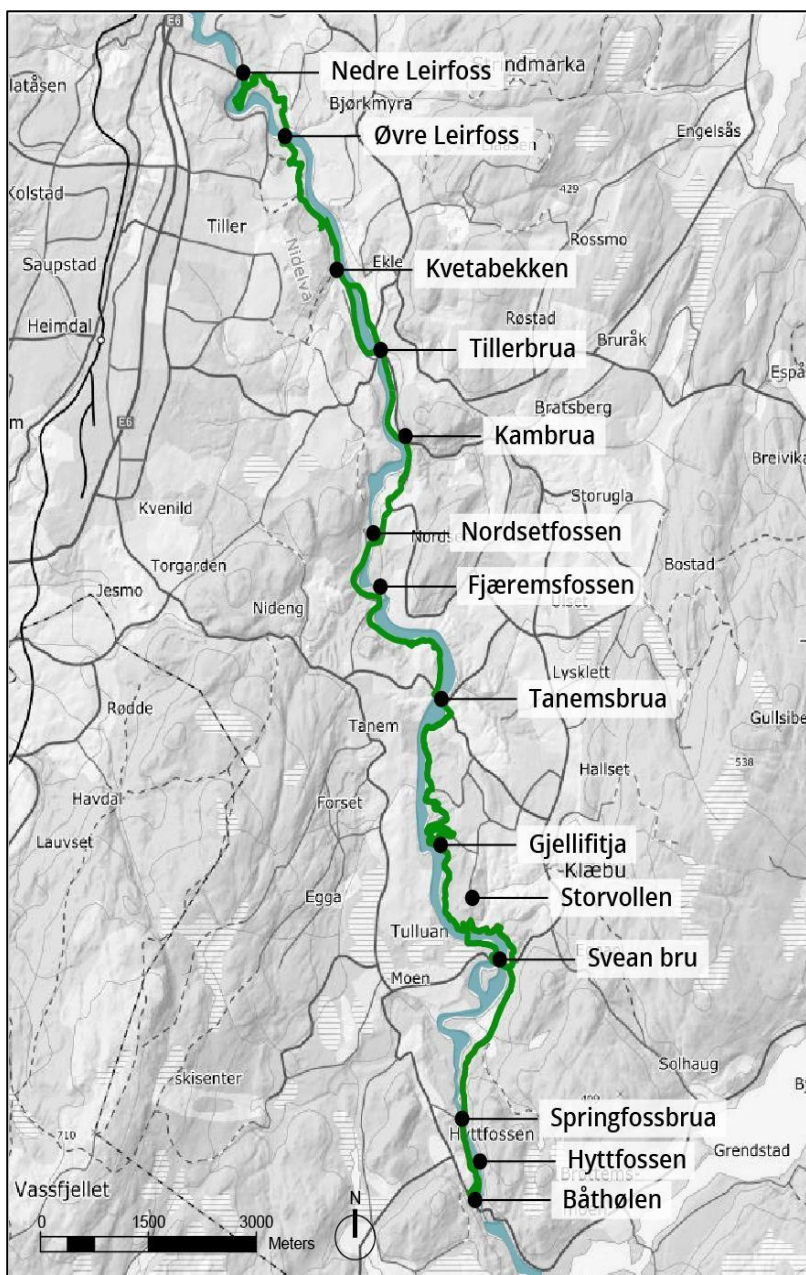 E6
Nedre Leirfoss
Strindmarka
Bjørkmyra
Engelsås
Øvre Leirfoss
Kolstad
429
Tiller
Rossmo
Saupstad
Nidelva
Ekle
Kvetabekken
Heimdal
Røstad
Bruråk
Tillerbrua
Espå
Bratsberg
E6
Kambrua
Breivika
Kvenild
Storugla
Nordsetfossen
Torgarden
Bostad
Fjæremsfossen
Jesmo
Nideng
Lysklett
Rødde
Tanemsbrua
Gullsibe
Tanem
538
Hallset
Havdal
Forset
Lauvset
Gjellifitja
-Klæbu
Egga
Storvollen
Tulluan
Svean bru
Moen
Solhaug
skisenter
Springfossbrua
710
Hyttfossen
Grendstad
Hyttfossen
Vassfjellet
Båthølen
N
0 1500 3000
Meters